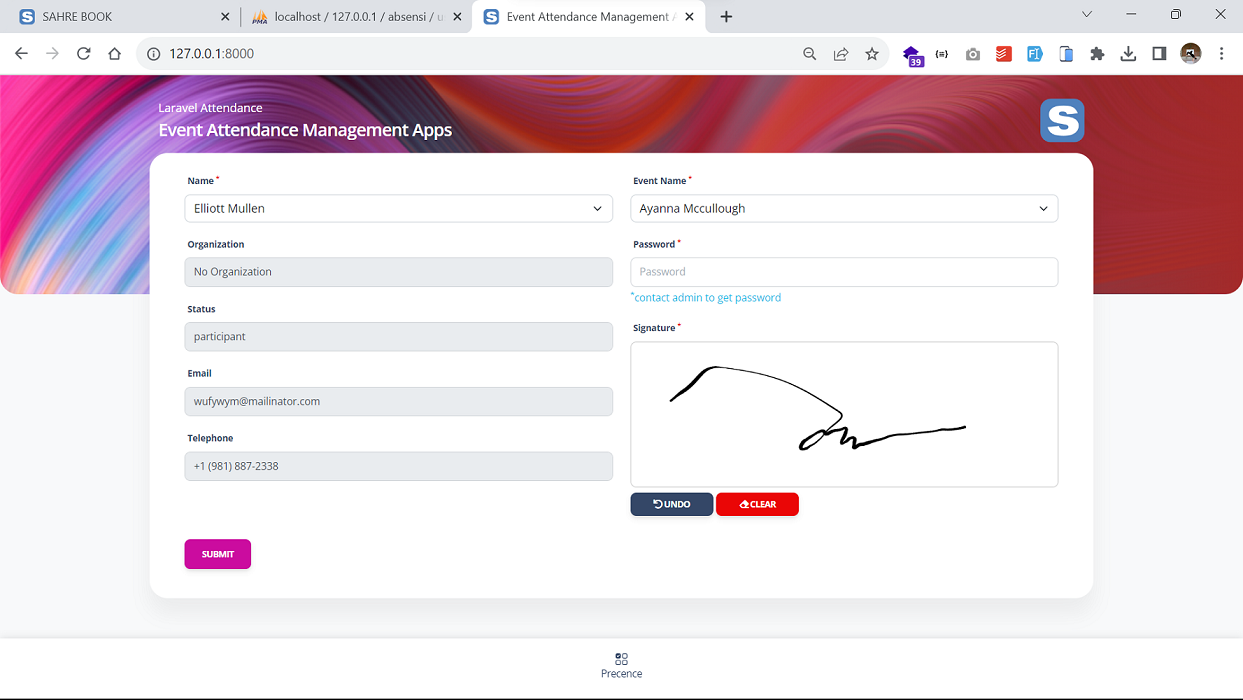 SAHRE BOOK
localhost / 127.0.0.1 / absensi / u
Event Attendance Management A
127.0.0.1:8000
39
Laravel Attendance
Event Attendance Management Apps
S
Name *
Elliott Mullen
Organization
No Organization
Status
participant
Email
wufywym@mailinator.com
Telephone
+1 (981) 887-2338
Event Name *
Ayanna Mccullough
Password *
Password
*contact admin to get password
Signature *
UNDO
CLEAR
SUBMIT
Precence